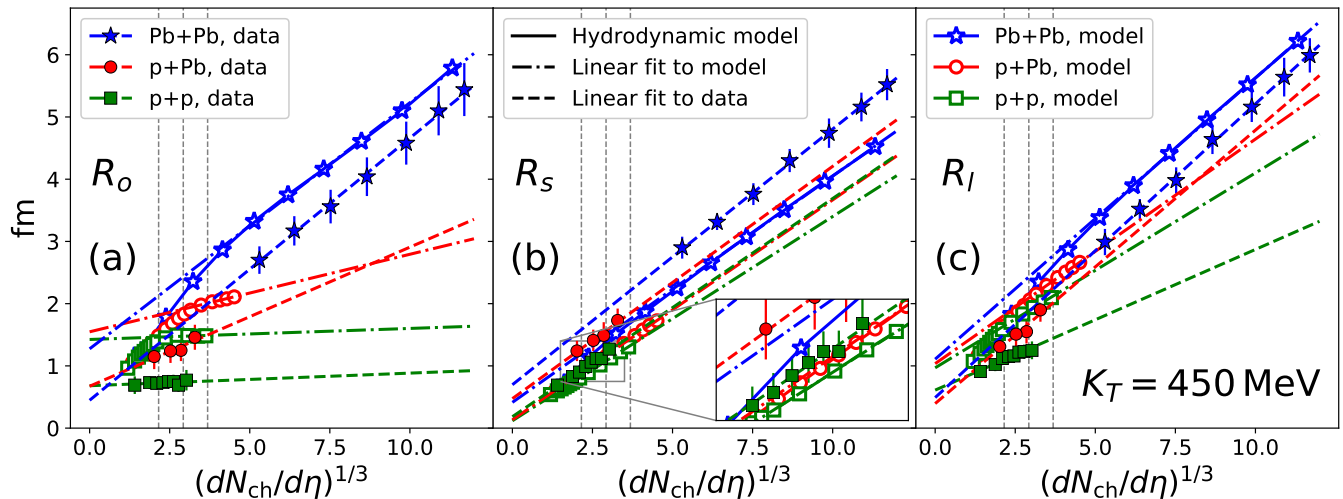 Pb+Pb, data
p+Pb, data
p+p, data
Hydrodynamic model
Linear fit to model
Linear fit to data
Pb+Pb, model
p+Pb, model
p+p, model
fm
6
5
4
3
2
1
0
R_o
(a)
R_s
(b)
R_l
(c)
K_T = 450 MeV
0.0 2.5 5.0 7.5 10.0
0.0 2.5 5.0 7.5 10.0
0.0 2.5 5.0 7.5 10.0
(dN_ch/dη)^{1/3}
(dN_ch/dη)^{1/3}
(dN_ch/dη)^{1/3}